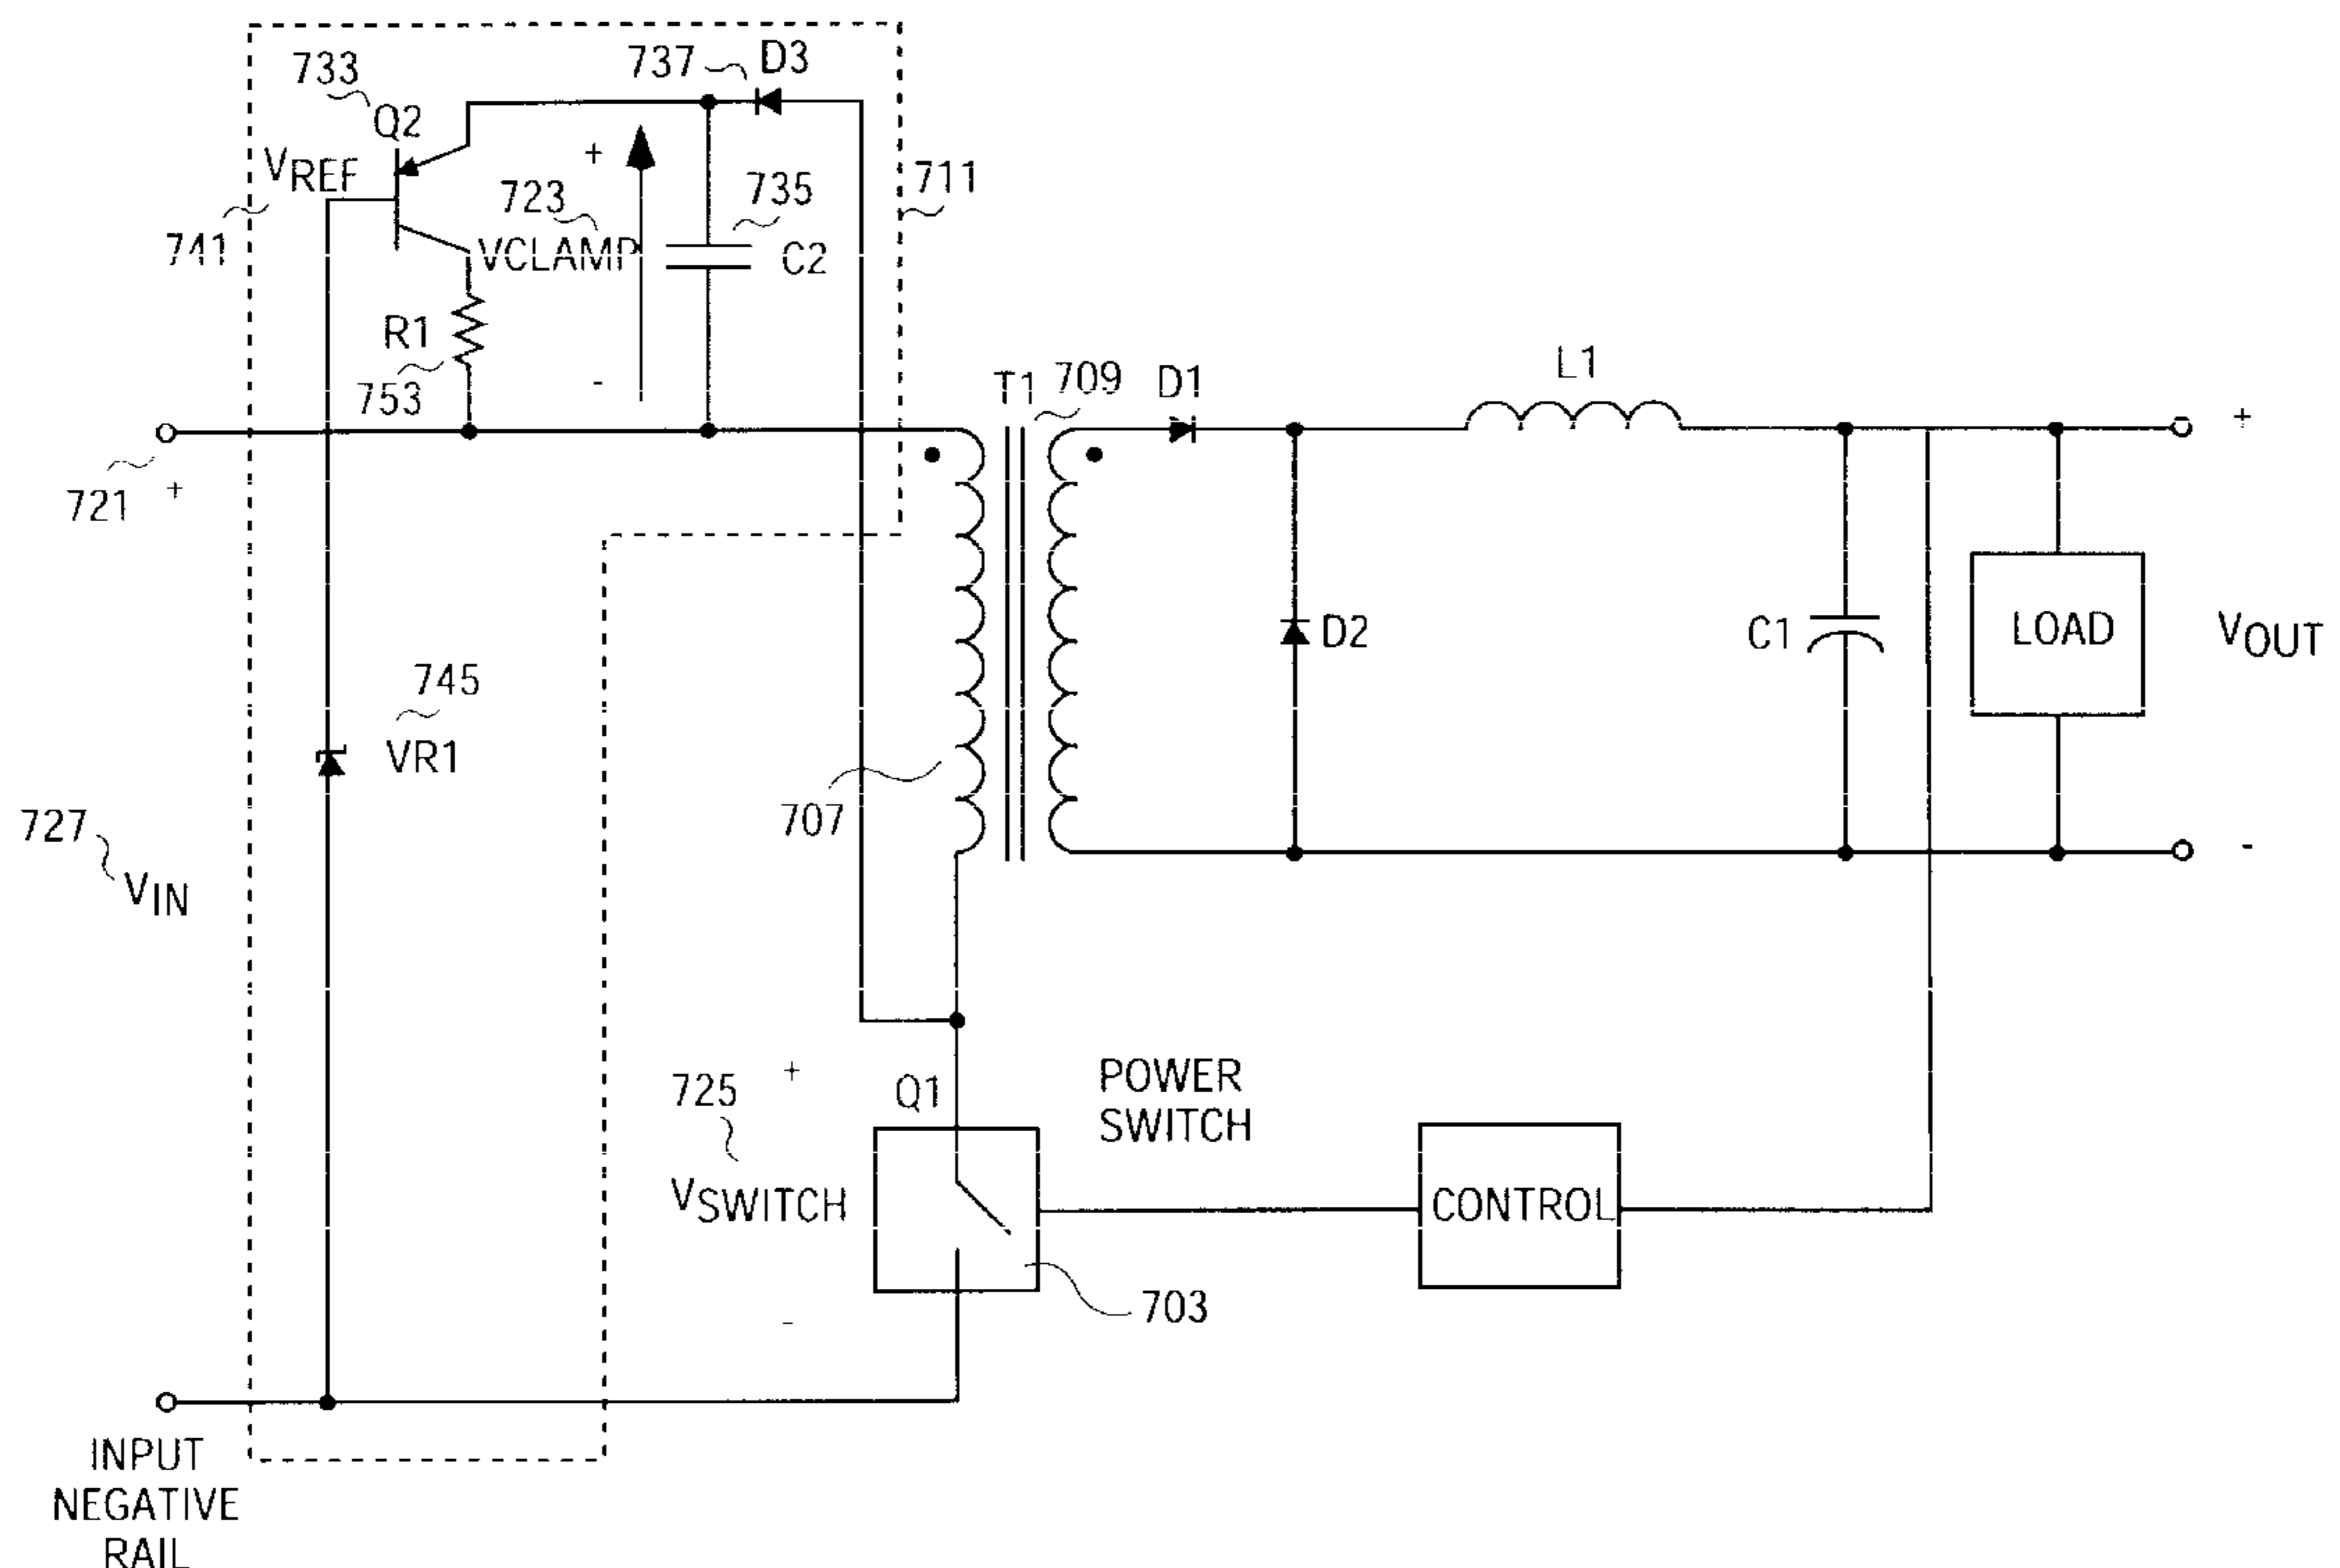 733
737
D3
Q2
VREF
741
723
VCLAMP
735
C2
711
R1
753
+
-
721
+
T1
709
D1
L1
+
D2
C1
LOAD
VOUT
745
VR1
707
727
VIN
-
725
+
Q1
POWER
SWITCH
VSWITCH
CONTROL
703
-
INPUT
NEGATIVE
RAIL